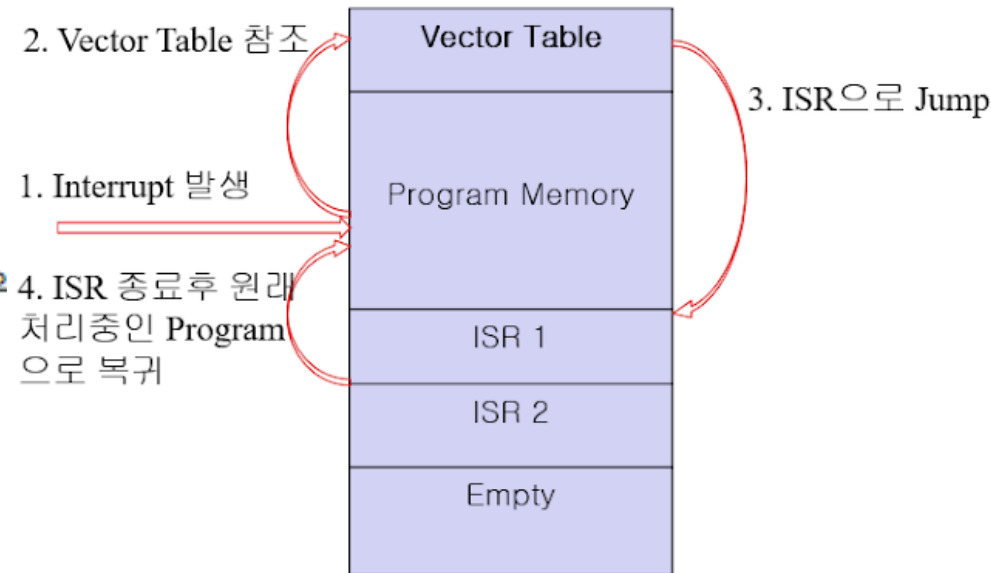 2. Vector Table 참조
Vector Table
3. ISR으로 Jump
1. Interrupt 발생
Program Memory
4. ISR 종료후 원래
처리중인 Program
으로 복귀
ISR 1
ISR 2
Empty